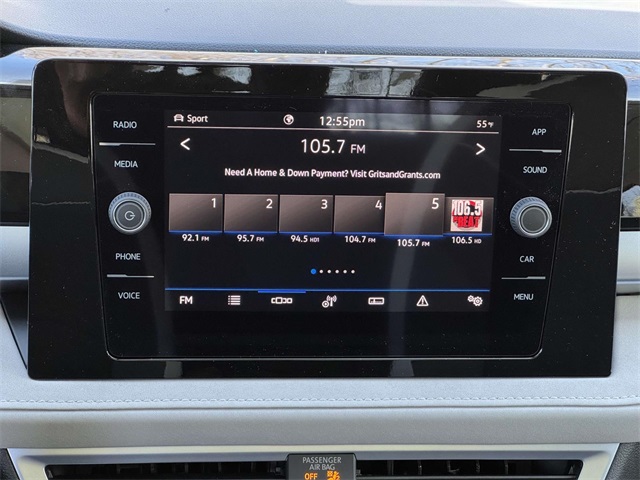 RADIO
MEDIA
PHONE
VOICE
Sport 12:55pm 55°F
105.7 FM
Need A Home & Down Payment? Visit GritsandGrants.com
1 2 3 4 5 106.5
BEAT
92.1 FM 95.7 FM 94.5 HD1 104.7 FM 105.7 FM 106.5 HD
FM
APP
SOUND
CAR
MENU
PASSENGER
AIR BAG
OFF